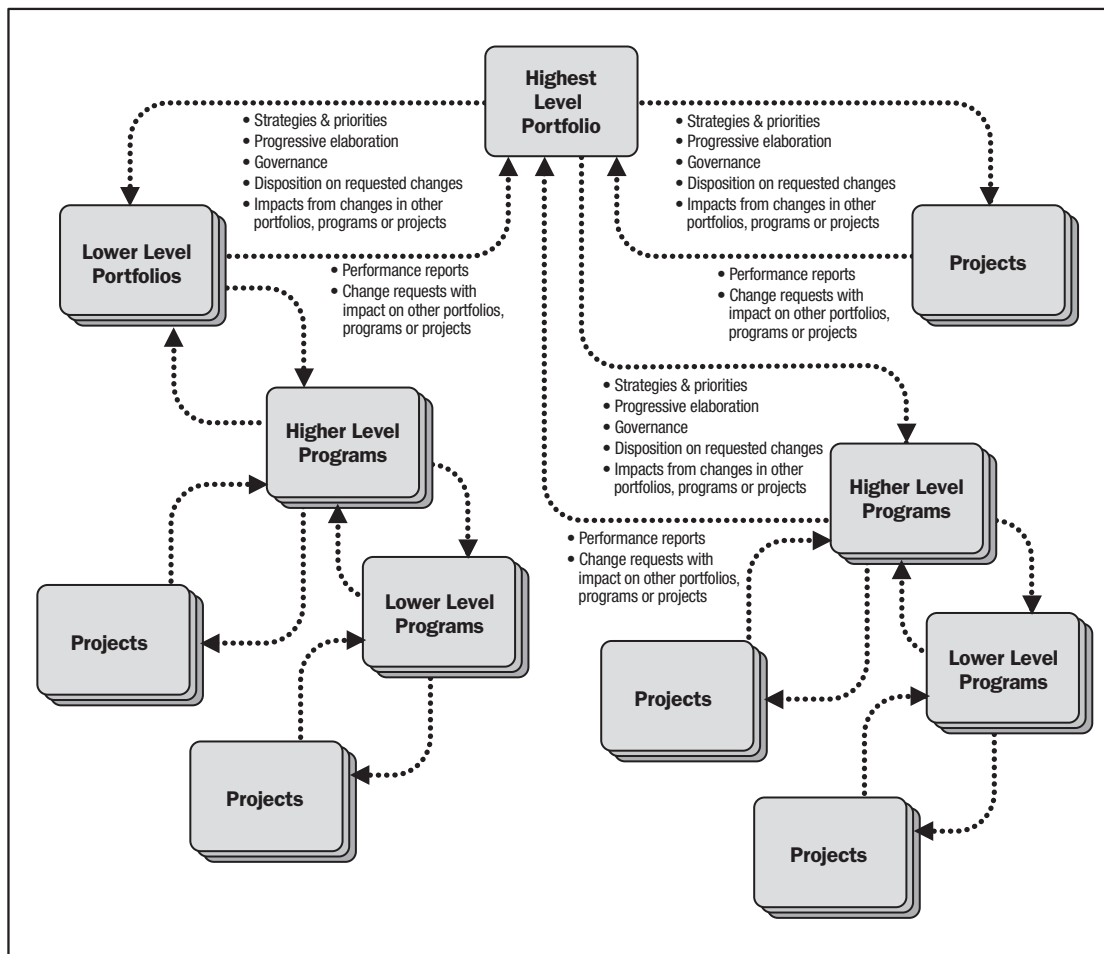 Highest
Level
Portfolio
• Strategies & priorities
• Progressive elaboration
• Governance
• Disposition on requested changes
• Impacts from changes in other
portfolios, programs or projects
• Strategies & priorities
• Progressive elaboration
• Governance
• Disposition on requested changes
• Impacts from changes in other
portfolios, programs or projects
Lower Level
Portfolios
Projects
• Performance reports
• Change requests with
impact on other portfolios,
programs or projects
• Performance reports
• Change requests with
impact on other portfolios,
programs or projects
Higher Level
Programs
• Strategies & priorities
• Progressive elaboration
• Governance
• Disposition on requested changes
• Impacts from changes in other
portfolios, programs or projects
Higher Level
Programs
• Performance reports
• Change requests with
impact on other portfolios,
programs or projects
Lower Level
Programs
Projects
Lower Level
Programs
Projects
Projects
Projects